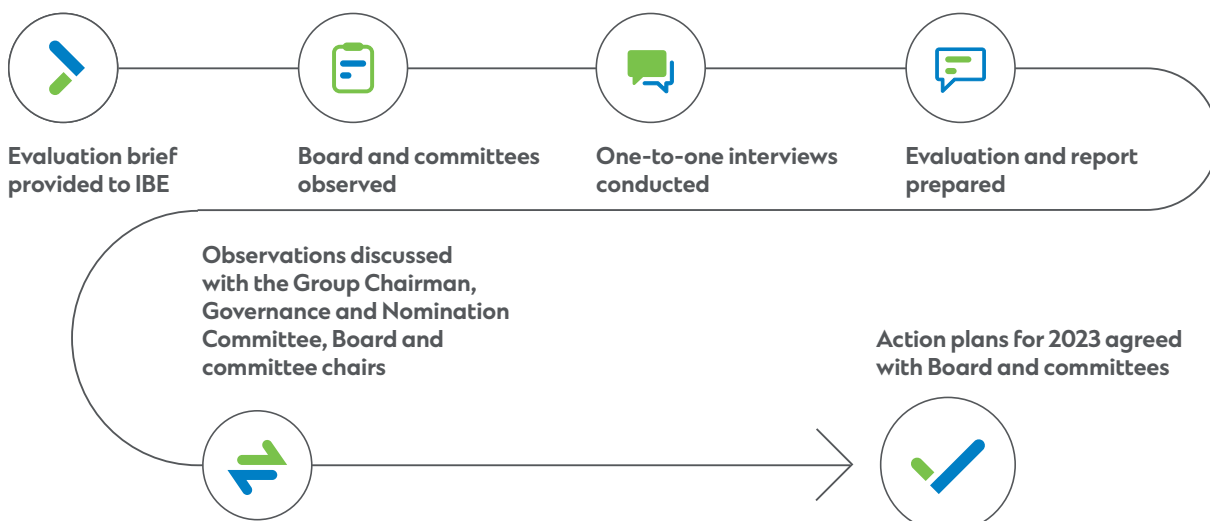 Evaluation brief
provided to IBE
Board and committees
observed
One-to-one interviews
conducted
Evaluation and report
prepared
Observations discussed
with the Group Chairman,
Governance and Nomination
Committee, Board and
committee chairs
Action plans for 2023 agreed
with Board and committees